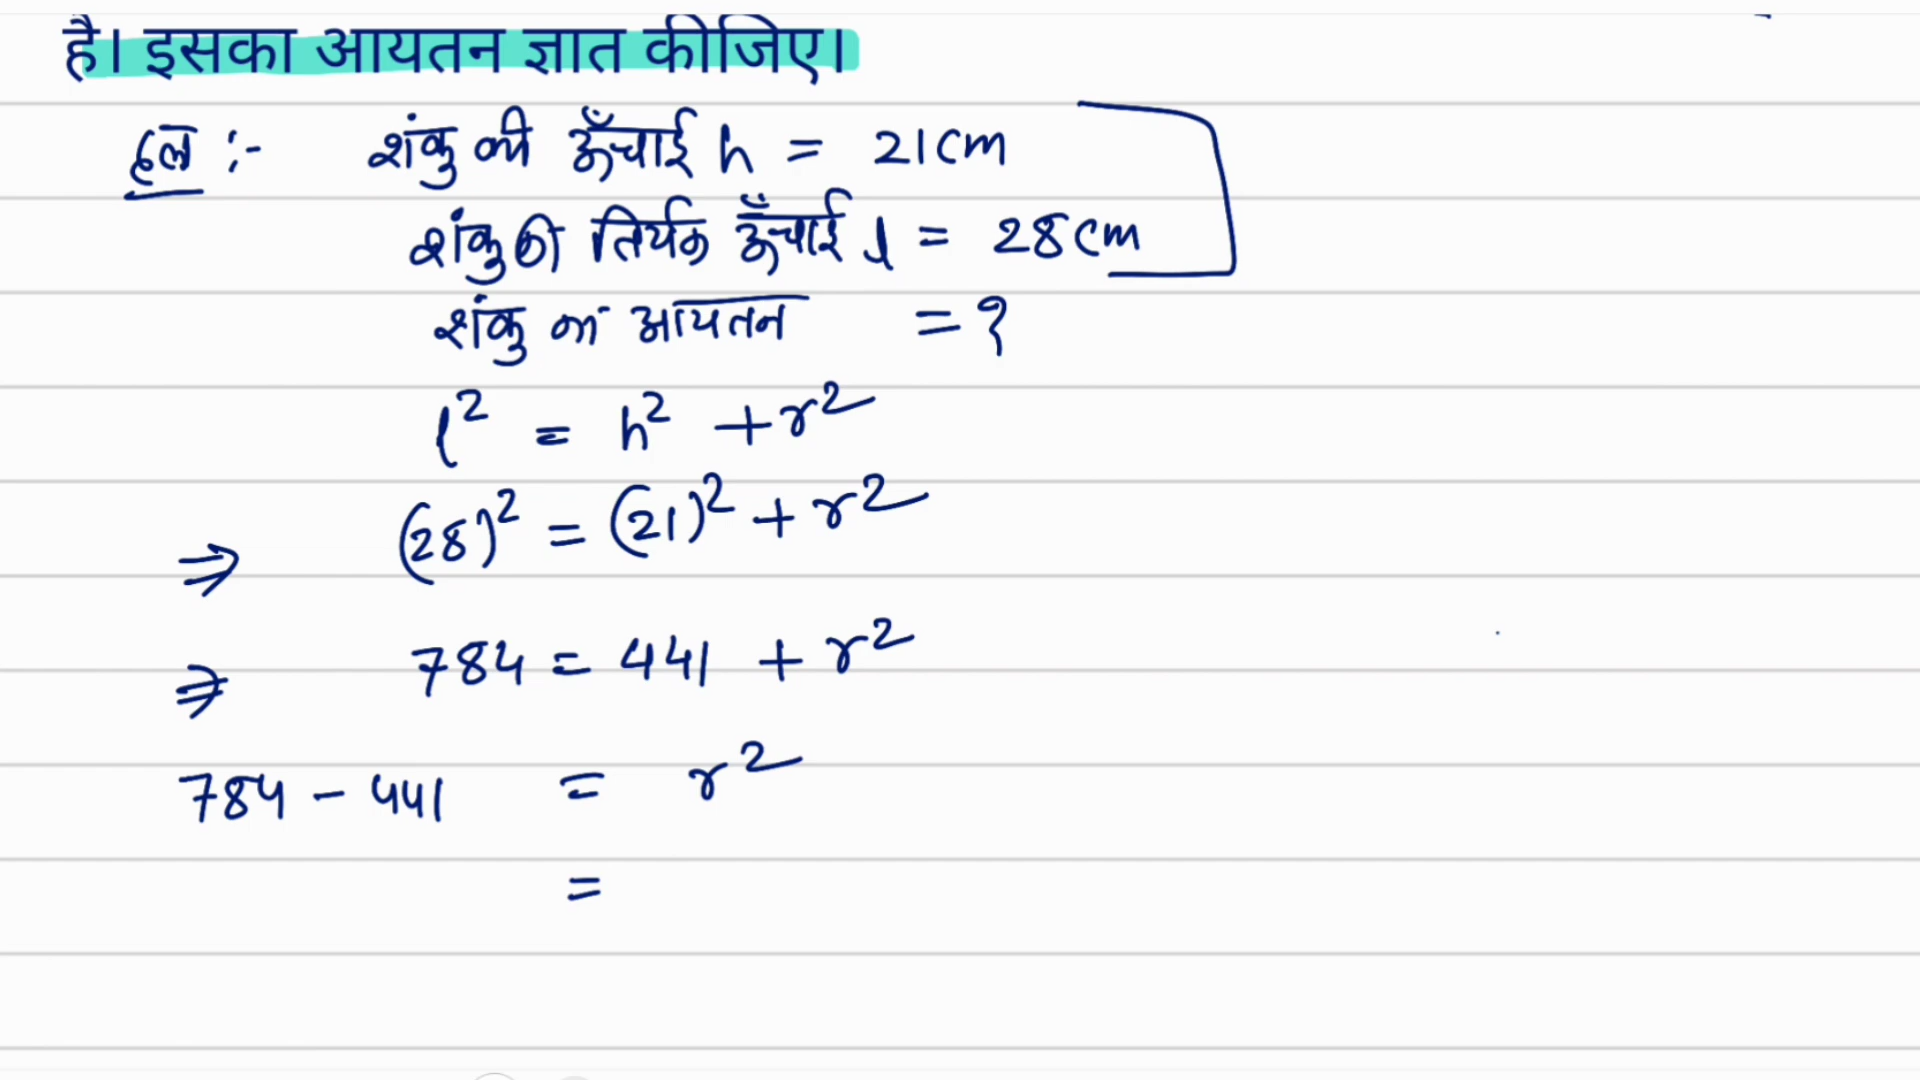 है। इसका आयतन ज्ञात कीजिए।
हल :- शंकु की ऊँचाई h = 21cm
शंकु की तिर्यक ऊँचाई l = 28cm
शंकु का आयतन = ?
l² = h² + r²
⇒ (28)² = (21)² + r²
⇒ 784 = 441 + r²
784 - 441 = r²
=